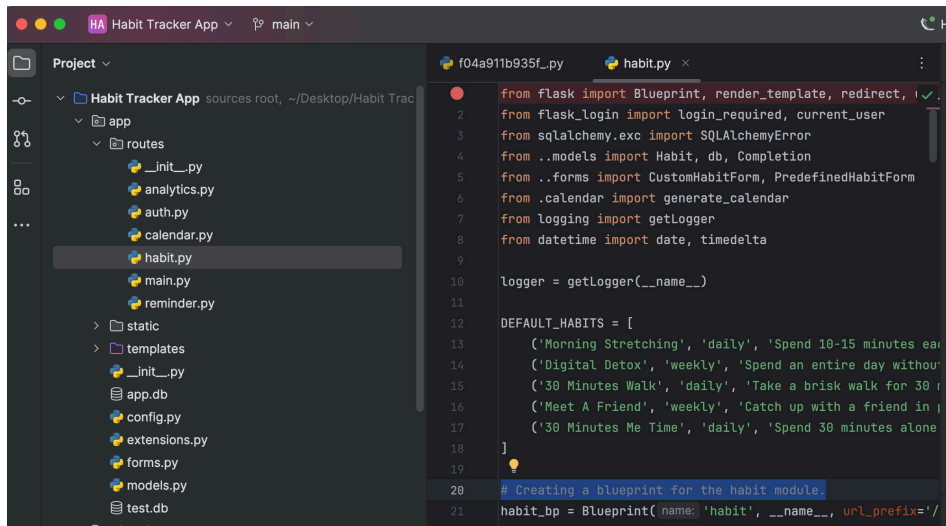 HA Habit Tracker App main
H
Project
Habit Tracker App sources root, ~/Desktop/Habit Trac
app
routes
__init__.py
analytics.py
auth.py
calendar.py
habit.py
main.py
reminder.py
static
templates
__init__.py
app.db
config.py
extensions.py
forms.py
models.py
test.db
f04a911b935f_.py habit.py
from flask import Blueprint, render_template, redirect,
2 from flask_login import login_required, current_user
3 from sqlalchemy.exc import SQLAlchemyError
4 from ..models import Habit, db, Completion
5 from ..forms import CustomHabitForm, PredefinedHabitForm
6 from .calendar import generate_calendar
7 from logging import getLogger
8 from datetime import date, timedelta
9
10 logger = getLogger(__name__)
11
12 DEFAULT_HABITS = [
13 ('Morning Stretching', 'daily', 'Spend 10-15 minutes ea
14 ('Digital Detox', 'weekly', 'Spend an entire day withou
15 ('30 Minutes Walk', 'daily', 'Take a brisk walk for 30
16 ('Meet A Friend', 'weekly', 'Catch up with a friend in
17 ('30 Minutes Me Time', 'daily', 'Spend 30 minutes alone
18 ]
19
20 # Creating a blueprint for the habit module.
21 habit_bp = Blueprint( name: 'habit', __name__, url_prefix='/